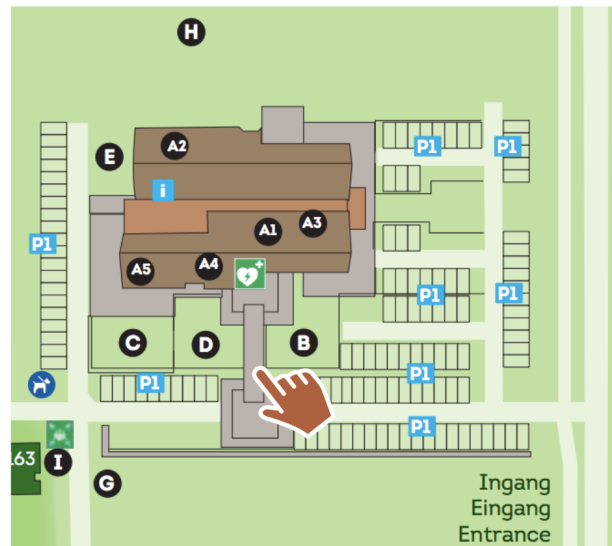 H
A2
P1
P1
E
i
A3
A1
P1
A4
A5
P1
P1
C
D
B
P1
P1
P1
163
I
G
Ingang
Eingang
Entrance